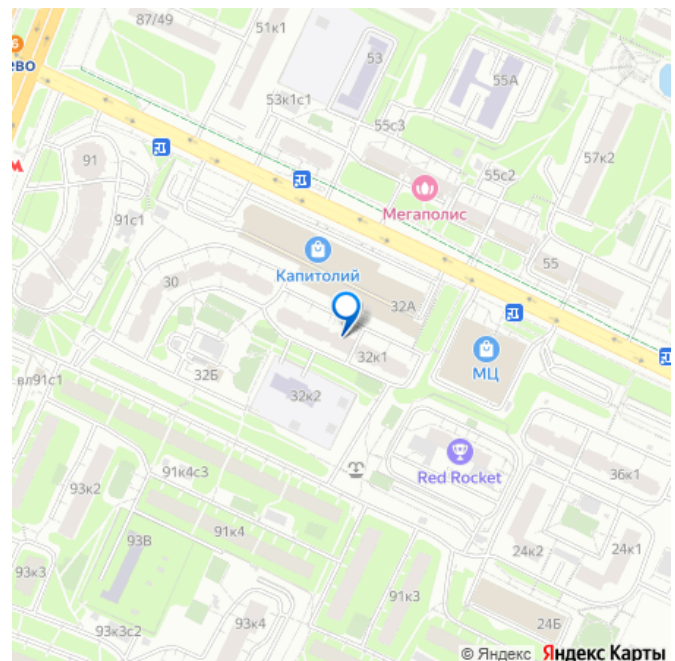 87/49
51к1
ево
53
55А
53к1с1
55с3
57к2
91
55с2
Мегаполис
91с1
55
Капитолий
30
32А
МЦ
32к1
вл91с1
32Б
32к2
91к4с3
Red Rocket
36к1
93к2
91к4
93В
24к2
24к1
93к3
91к3
93к4
24Б
93к3с2
© Яндекс Яндекс Карты